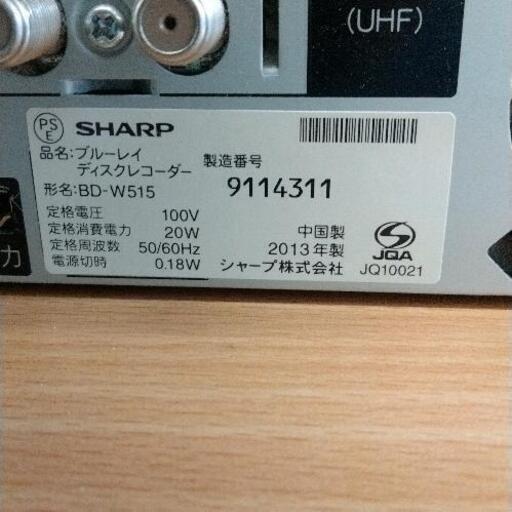 (UHF)
PS
E
SHARP
品名:ブルーレイ
ディスクレコーダー
製造番号
形名:BD-W515
9114311
定格電圧 100V
定格消費電力 20W
定格周波数 50/60Hz
電源切時 0.18W
中国製
2013年製
シャープ株式会社
JQA
JQ10021
力